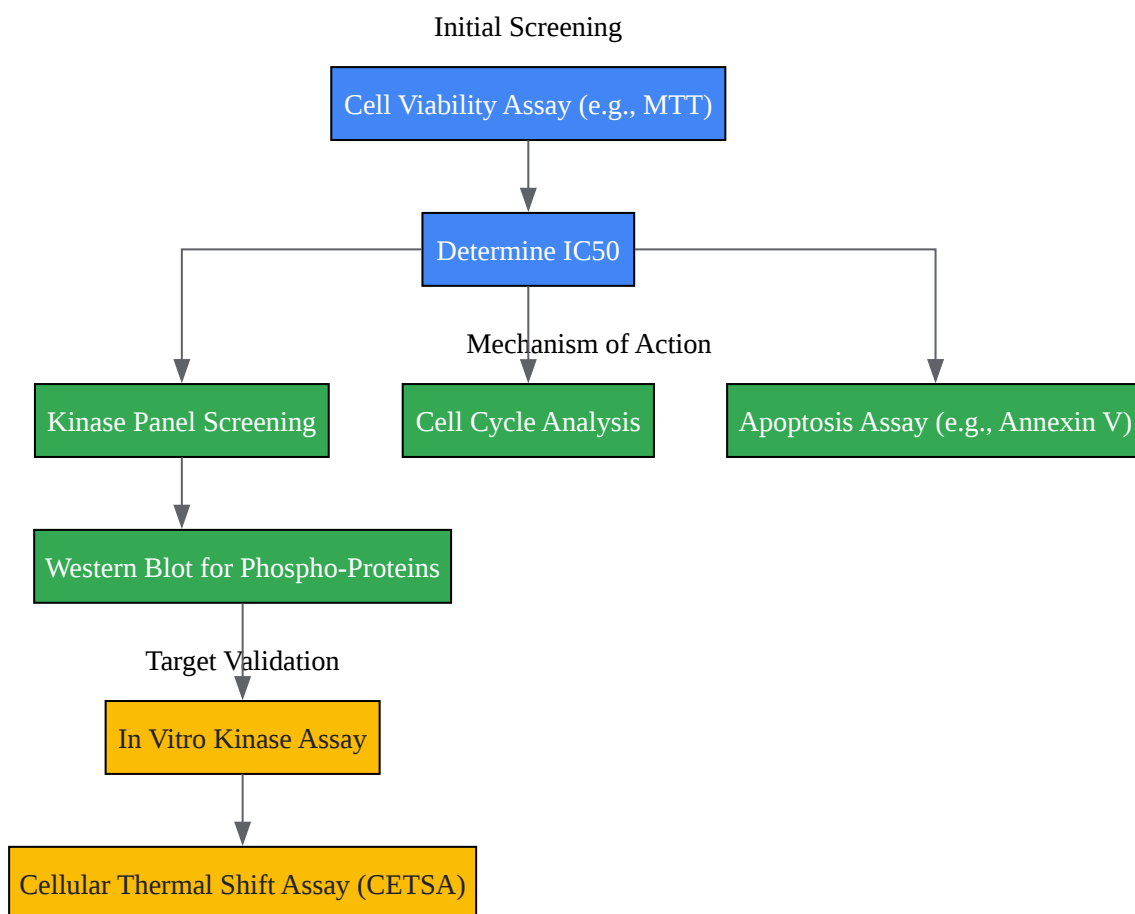 Initial Screening
Cell Viability Assay (e.g., MTT)
Determine IC50
Mechanism of Action
Kinase Panel Screening
Cell Cycle Analysis
Apoptosis Assay (e.g., Annexin V)
Western Blot for Phospho-Proteins
Target Validation
In Vitro Kinase Assay
Cellular Thermal Shift Assay (CETSA)